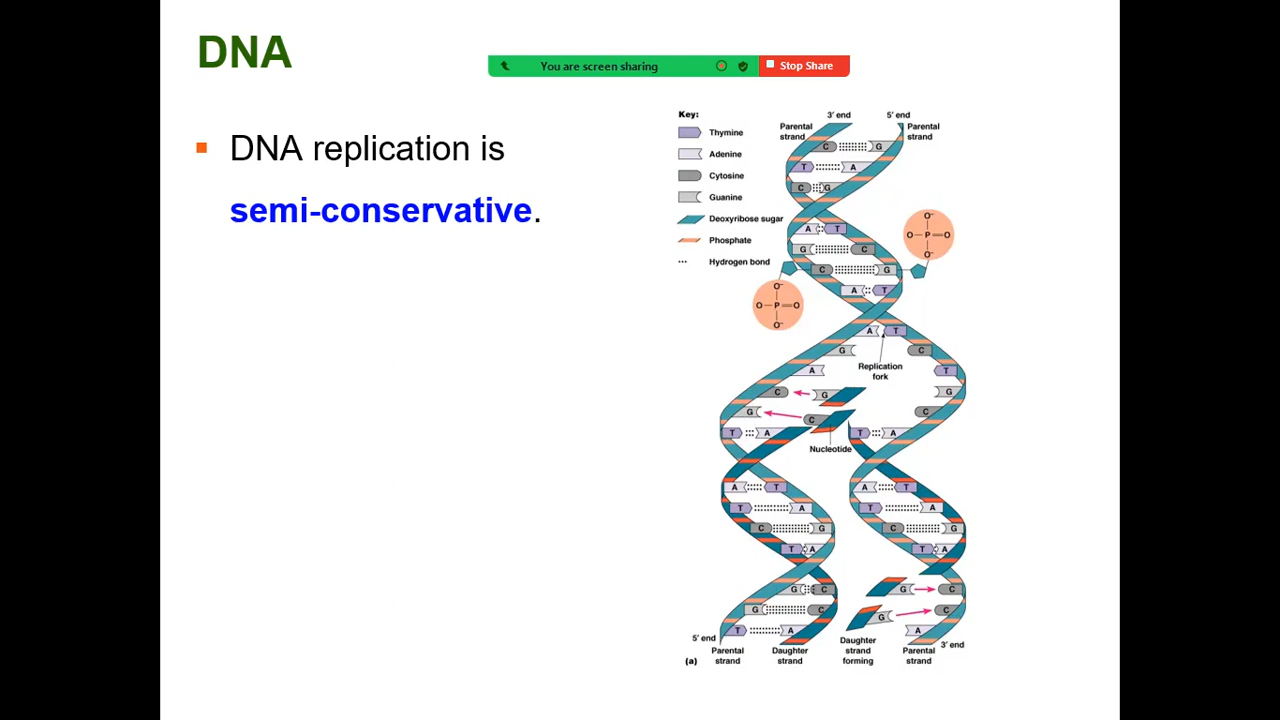 DNA
You are screen sharing
Stop Share
DNA replication is
semi-conservative.
Key:
Thymine
Adenine
Cytosine
Guanine
Deoxyribose sugar
Phosphate
Hydrogen bond
3′ end
5′ end
Parental
strand
Parental
strand
C G
T A
C G
A T
G C
C G
A T
O⁻
O P O
O⁻
O⁻
O P O
O⁻
A T
G C
Replication
fork
A T
C G G
G C C
Nucleotide
T A T A
A T A T
T A T A
C G C G
T A T A
G C G C
G C G C
T A A
5′ end
3′ end
Parental
strand
Daughter
strand
Daughter
strand
forming
Parental
strand
(a)